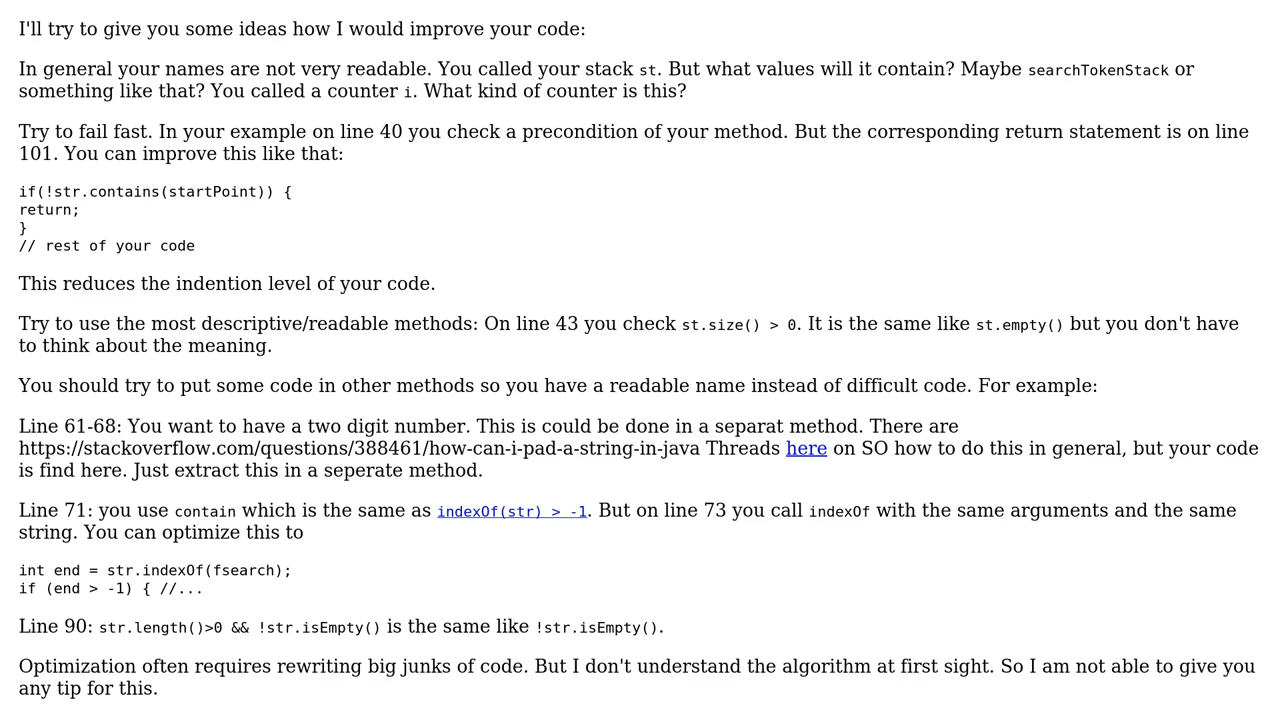 I'll try to give you some ideas how I would improve your code:
In general your names are not very readable. You called your stack st. But what values will it contain? Maybe searchTokenStack or
something like that? You called a counter i. What kind of counter is this?
Try to fail fast. In your example on line 40 you check a precondition of your method. But the corresponding return statement is on line
101. You can improve this like that:
if(!str.contains(startPoint)) {
return;
}
// rest of your code
This reduces the indention level of your code.
Try to use the most descriptive/readable methods: On line 43 you check st.size() > 0. It is the same like st.empty() but you don't have
to think about the meaning.
You should try to put some code in other methods so you have a readable name instead of difficult code. For example:
Line 61-68: You want to have a two digit number. This is could be done in a separat method. There are
https://stackoverflow.com/questions/388461/how-can-i-pad-a-string-in-java Threads here on SO how to do this in general, but your code
is find here. Just extract this in a seperate method.
Line 71: you use contain which is the same as indexOf(str) > -1. But on line 73 you call indexOf with the same arguments and the same
string. You can optimize this to
int end = str.indexOf(fsearch);
if (end > -1) { //...
Line 90: str.length()>0 && !str.isEmpty() is the same like !str.isEmpty().
Optimization often requires rewriting big junks of code. But I don't understand the algorithm at first sight. So I am not able to give you
any tip for this.